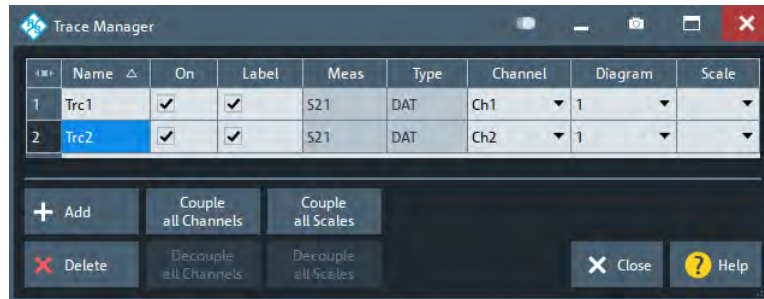 Trace Manager
Name On Label Meas Type Channel Diagram Scale
1 Trc1 S21 DAT Ch1 1
2 Trc2 S21 DAT Ch2 1
Add
Couple
all Channels
Couple
all Scales
Delete
Decouple
all Channels
Decouple
all Scales
Close
? Help